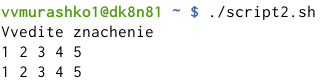 vvmurashko1@dk8n81 ~ $ ./script2.sh
Vvedite znachenie
1 2 3 4 5
1 2 3 4 5